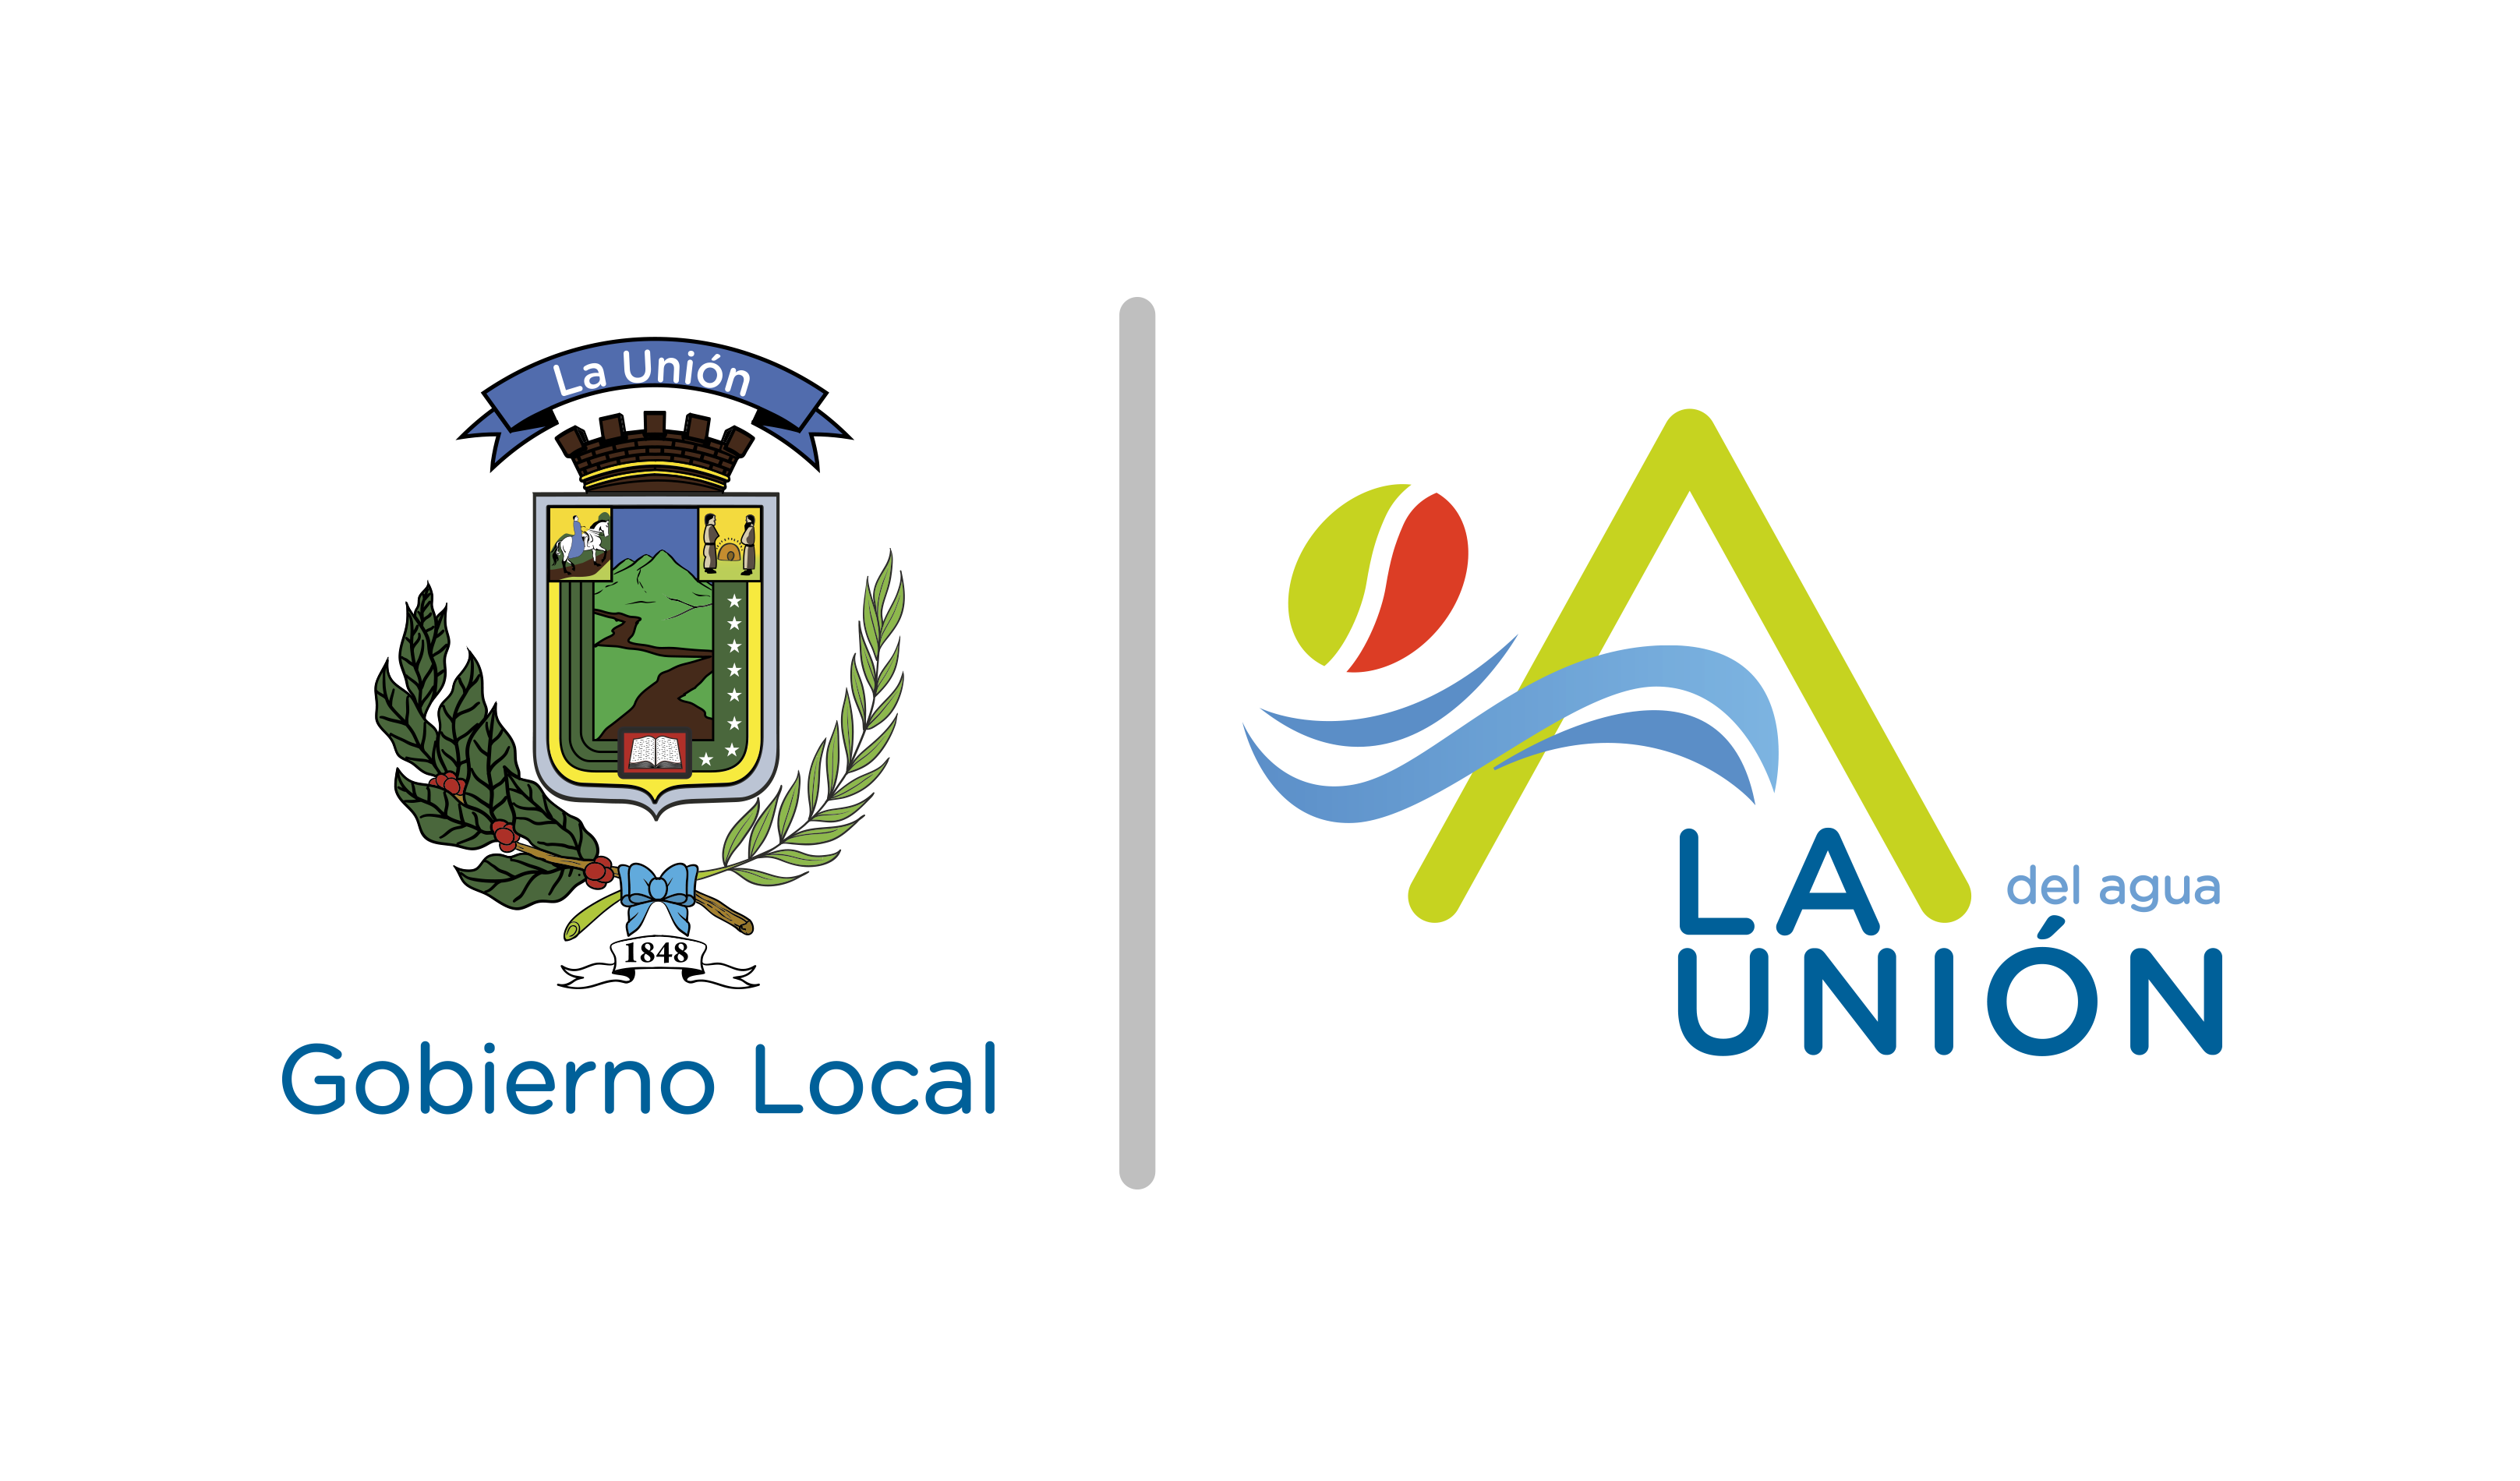 La Unión
1848
Gobierno Local
LA
del agua
UNIÓN